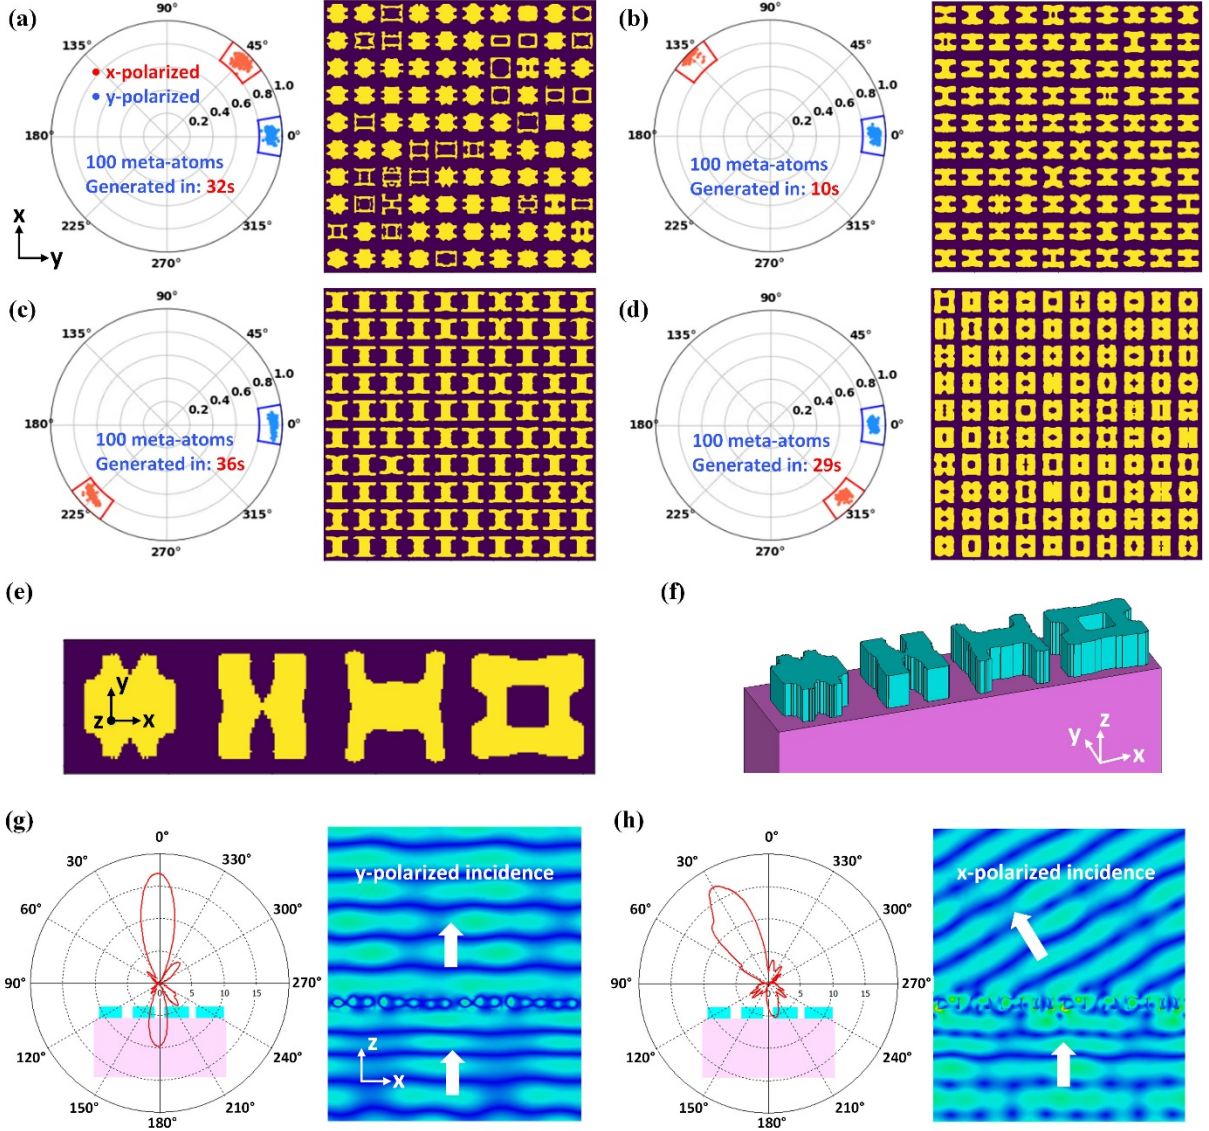 (a)
90°
135°
45°
x-polarized
y-polarized
1.0
0.8
0.6
0.4
0.2
180°
0°
100 meta-atoms
Generated in: 32s
225°
315°
270°
x
y
(b)
90°
135°
45°
1.0
0.8
0.6
0.4
0.2
180°
0°
100 meta-atoms
Generated in: 10s
225°
315°
270°
(c)
90°
135°
45°
1.0
0.8
0.6
0.4
0.2
180°
0°
100 meta-atoms
Generated in: 36s
225°
315°
270°
(d)
90°
135°
45°
1.0
0.8
0.6
0.4
0.2
180°
0°
100 meta-atoms
Generated in: 29s
225°
315°
270°
(e)
y
z
x
(f)
z
y
x
(g)
0°
30°
330°
60°
300°
90°
270°
0
5
10
15
120°
240°
150°
210°
180°
y-polarized incidence
z
x
(h)
0°
30°
330°
60°
300°
90°
270°
0
5
10
15
120°
240°
150°
210°
180°
x-polarized incidence